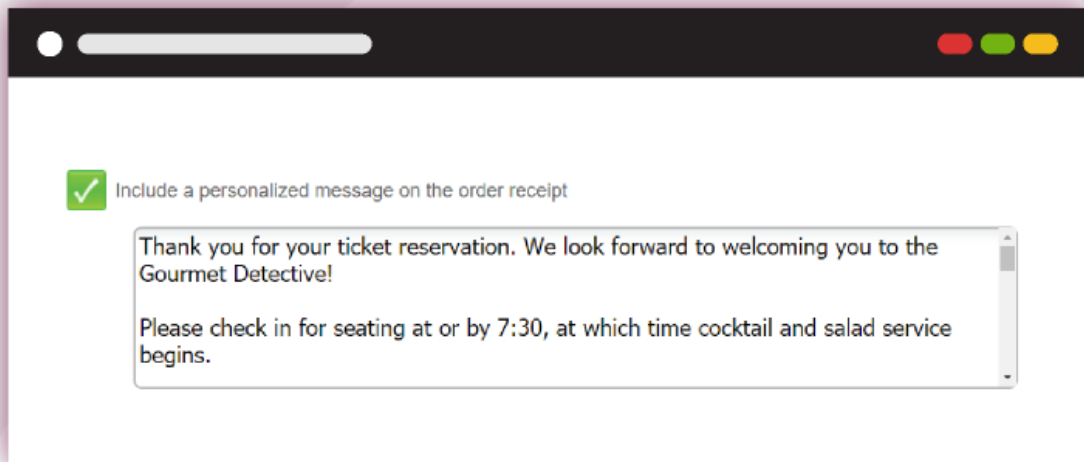 Include a personalized message on the order receipt
Thank you for your ticket reservation. We look forward to welcoming you to the
Gourmet Detective!
Please check in for seating at or by 7:30, at which time cocktail and salad service
begins.